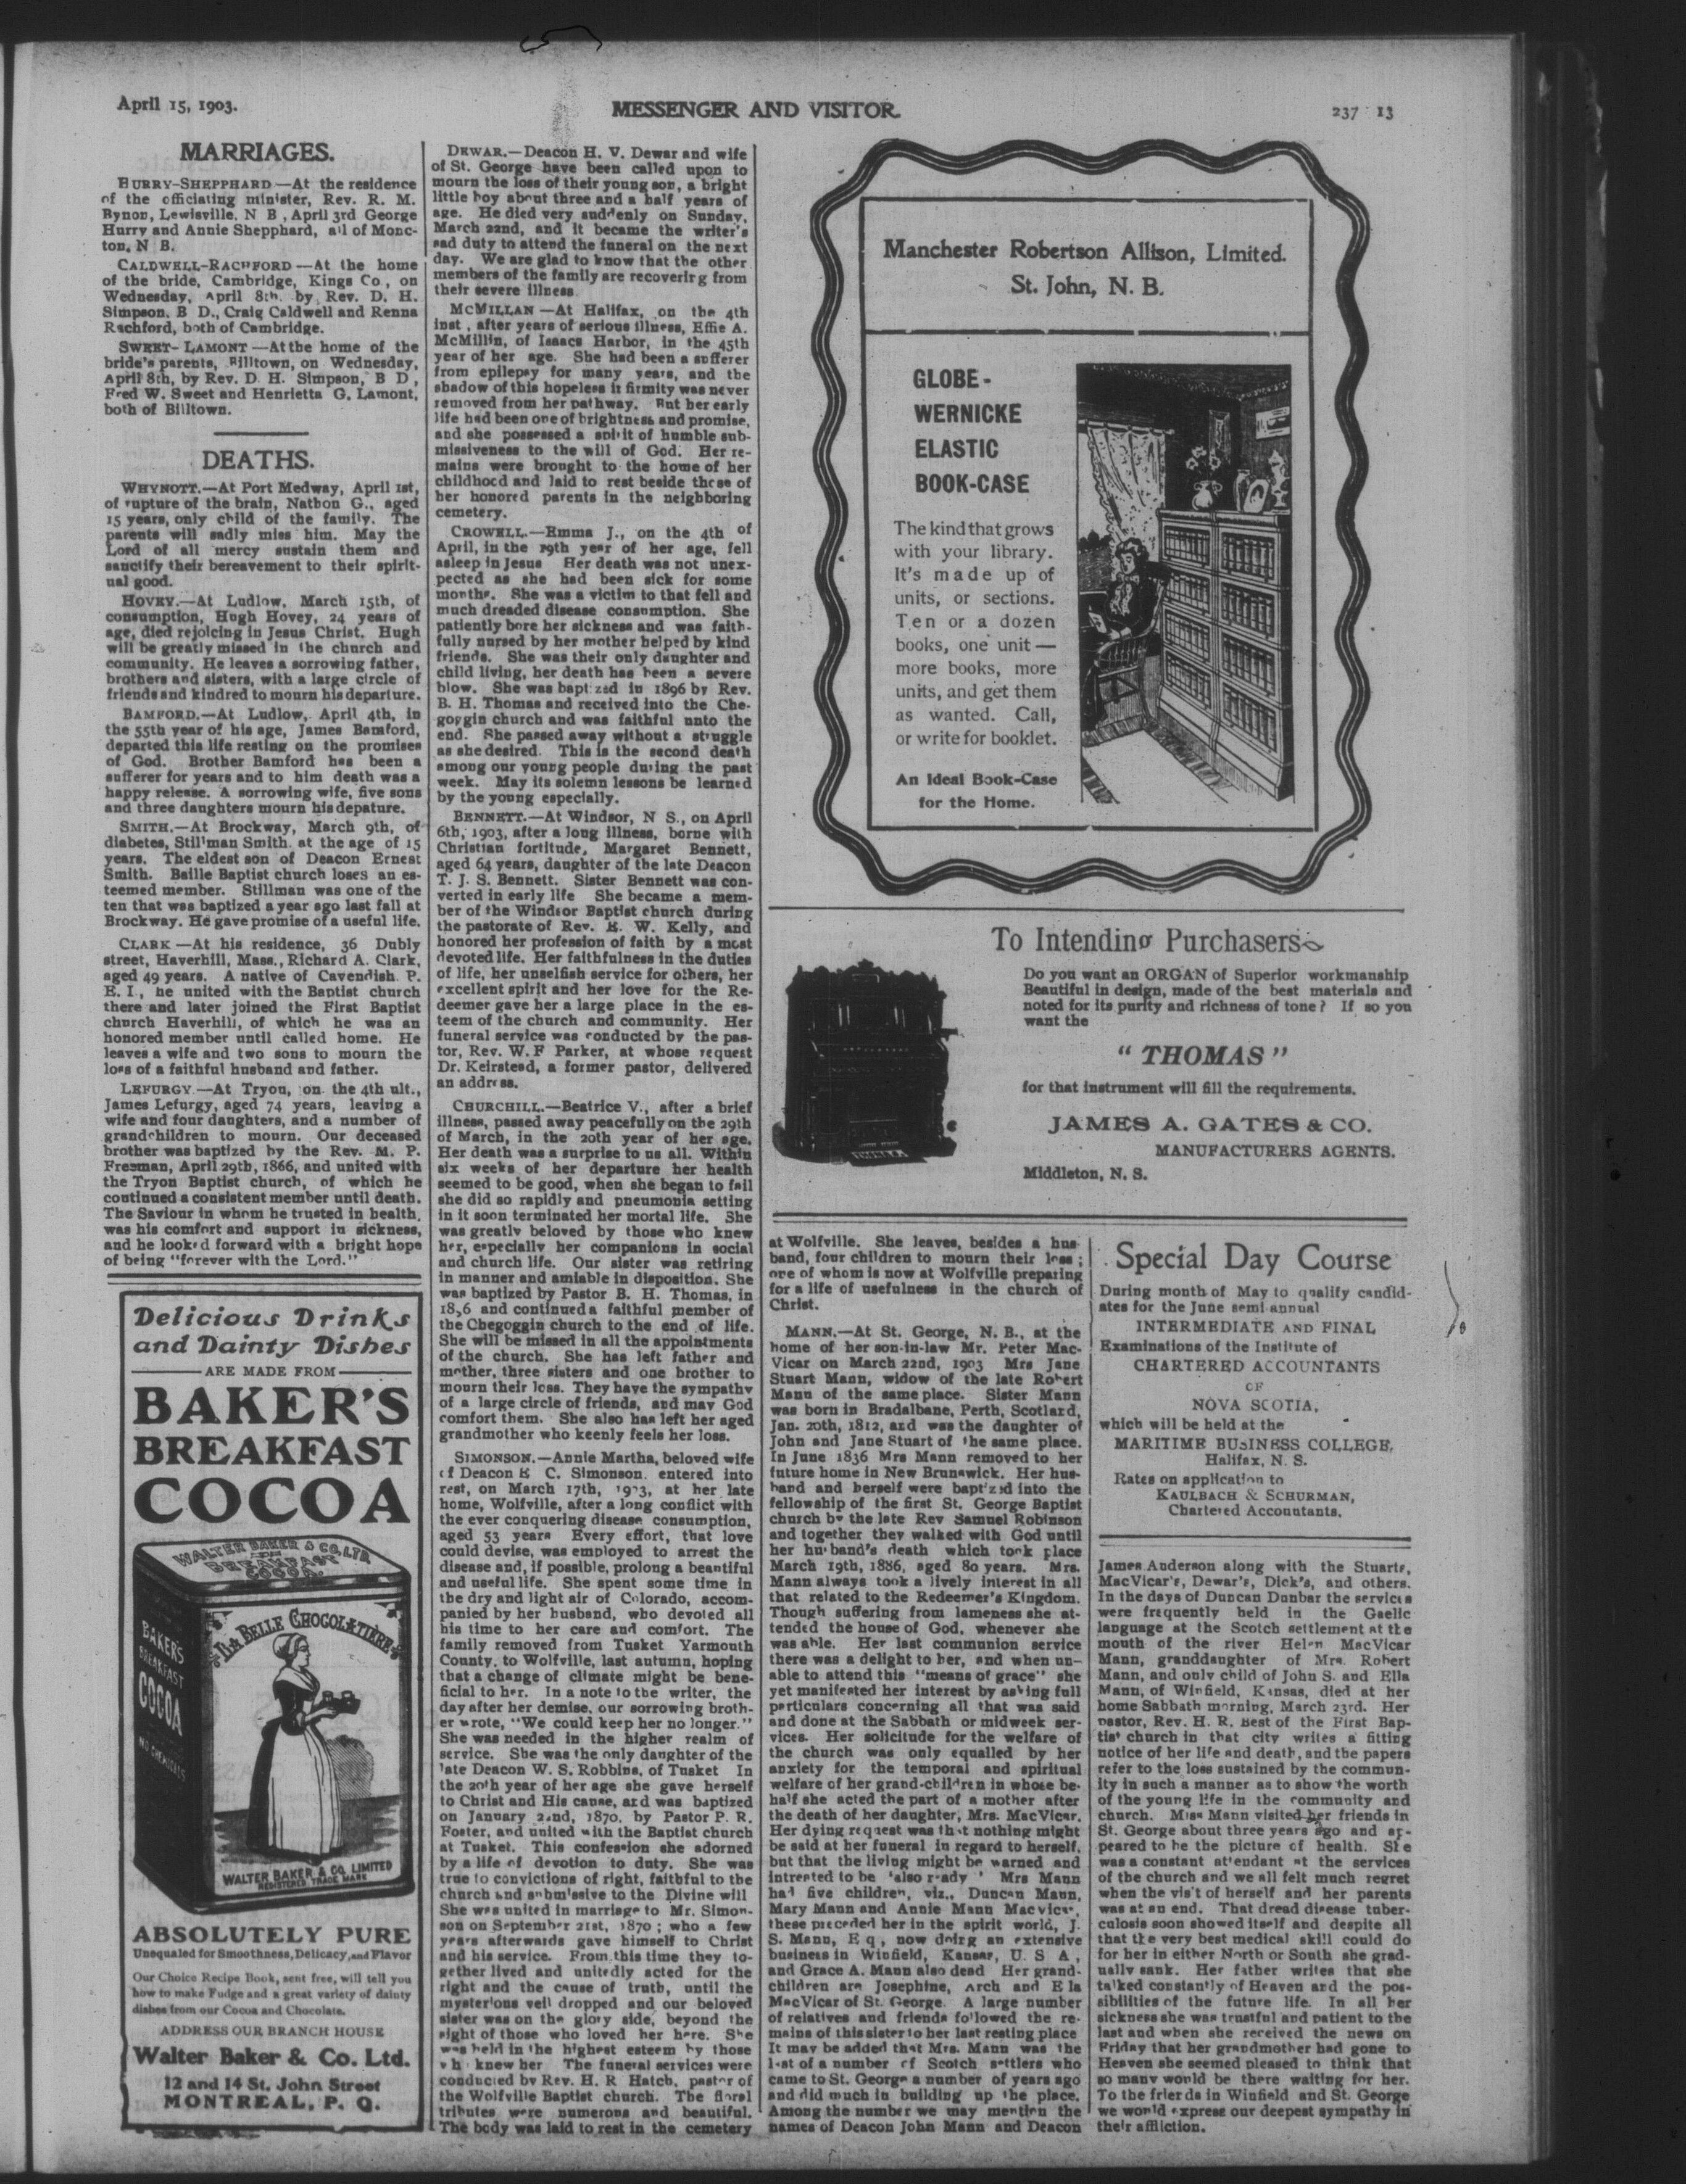 April 15, 1903.
MESSENGER AND VISITOR.
237 13
MARRIAGES.
BURRY-SHEPPHARD—At the residence
of the officiating minister, Rev. R. M.
Bynon, Lewisville, N B, April 3rd George
Hurry and Annie Shepphard, all of Monc-
ton, N B.
CALDWELL-RACHFORD—At the home
of the bride, Cambridge, Kings Co, on
Wednesday, April 8th. by Rev. D. H.
Simpson, B D., Craig Caldwell and Renna
Rachford, both of Cambridge.
SWEET-LAMONT—At the home of the
bride's parents, Billtown, on Wednesday,
April 8th, by Rev. D. H. Simpson, B D,
Fred W. Sweet and Henrietta G. Lamont,
both of Billtown.
DEATHS.
WHYNOTT.—At Port Medway, April 1st,
of rupture of the brain, Nathon G., aged
15 years, only child of the family. The
parents will sadly miss him. May the
Lord of all mercy sustain them and
sanctify their bereavement to their spirit-
ual good.
HOVEY.—At Ludlow, March 15th, of
consumption, Hugh Hovey, 24 years of
age, died rejoicing in Jesus Christ. Hugh
will be greatly missed in the church and
community. He leaves a sorrowing father,
brothers and sisters, with a large circle of
friends and kindred to mourn his departure.
BAMFORD.—At Ludlow, April 4th, in
the 55th year of his age, James Bamford,
departed this life resting on the promises
of God. Brother Bamford has been a
sufferer for years and to him death was a
happy release. A sorrowing wife, five sons
and three daughters mourn his depature.
SMITH.—At Brockway, March 9th, of
diabetes, Stillman Smith. at the age of 15
years. The eldest son of Deacon Ernest
Smith. Baille Baptist church loses an es-
teemed member. Stillman was one of the
ten that was baptized a year ago last fall at
Brockway. He gave promise of a useful life.
CLARK—At his residence, 36 Dubly
street, Haverhill, Mass., Richard A. Clark,
aged 49 years. A native of Cavendish P.
E. I., he united with the Baptist church
there and later joined the First Baptist
church Haverhill, of which he was an
honored member until called home. He
leaves a wife and two sons to mourn the
loss of a faithful husband and father.
LEFURGY.—At Tryon, on the 4th ult.,
James Lefurgy, aged 74 years, leaving a
wife and four daughters, and a number of
grandchildren to mourn. Our deceased
brother was baptized by the Rev. M. P.
Freeman, April 29th, 1866, and united with
the Tryon Baptist church, of which he
continued a consistent member until death.
The Saviour in whom he trusted in health,
was his comfort and support in sickness,
and he looked forward with a bright hope
of being "forever with the Lord."
Delicious Drinks
and Dainty Dishes
ARE MADE FROM
BAKER'S
BREAKFAST
COCOA
WALTER BAKER & CO. LTD.
BREAKFAST
COCOA.
BAKER'S
BREAKFAST
COCOA
NO CHEMICALS
LA BELLE CHOCOLATIERE
WALTER BAKER & CO. LIMITED
REGISTERED TRADE MARK
ABSOLUTELY PURE
Unequaled for Smoothness, Delicacy, and Flavor
Our Choice Recipe Book, sent free, will tell you
how to make Fudge and a great variety of dainty
dishes from our Cocoa and Chocolate.
ADDRESS OUR BRANCH HOUSE
Walter Baker & Co. Ltd.
12 and 14 St. John Street
MONTREAL, P. Q.
DEWAR.—Deacon H. V. Dewar and wife
of St. George have been called upon to
mourn the loss of their young son, a bright
little boy about three and a half years of
age. He died very suddenly on Sunday,
March 22nd, and it became the writer's
sad duty to attend the funeral on the next
day. We are glad to know that the other
members of the family are recovering from
their severe illness.
MCMILLAN—At Halifax, on the 4th
inst, after years of serious illness, Effie A.
McMillin, of Isaacs Harbor, in the 45th
year of her age. She had been a sufferer
from epilepsy for many years, and the
shadow of this hopeless infirmity was never
removed from her pathway. But her early
life had been one of brightness and promise,
and she possessed a spirit of humble sub-
missiveness to the will of God. Her re-
mains were brought to the home of her
childhood and laid to rest beside those of
her honored parents in the neighboring
cemetery.
CROWELL.—Emma J., on the 4th of
April, in the 19th year of her age, fell
asleep in Jesus Her death was not unex-
pected as she had been sick for some
months. She was a victim to that fell and
much dreaded disease consumption. She
patiently bore her sickness and was faith-
fully nursed by her mother helped by kind
friends. She was their only daughter and
child living, her death has been a severe
blow. She was baptized in 1896 by Rev.
B. H. Thomas and received into the Che-
goggin church and was faithful unto the
end. She passed away without a struggle
as she desired. This is the second death
among our young people during the past
week. May its solemn lessons be learned
by the young especially.
BENNETT.—At Windsor, N S., on April
6th, 1903, after a long illness, borne with
Christian fortitude, Margaret Bennett,
aged 64 years, daughter of the late Deacon
T. J. S. Bennett. Sister Bennett was con-
verted in early life She became a mem-
ber of the Windsor Baptist church during
the pastorate of Rev. E. W. Kelly, and
honored her profession of faith by a most
devoted life. Her faithfulness in the duties
of life, her unselfish service for others, her
excellent spirit and her love for the Re-
deemer gave her a large place in the es-
teem of the church and community. Her
funeral service was conducted by the pas-
tor, Rev. W. F Parker, at whose request
Dr. Keirstead, a former pastor, delivered
an address.
CHURCHILL.—Beatrice V., after a brief
illness, passed away peacefully on the 29th
of March, in the 20th year of her age.
Her death was a surprise to us all. Within
six weeks of her departure her health
seemed to be good, when she began to fail
she did so rapidly and pneumonia setting
in it soon terminated her mortal life. She
was greatly beloved by those who knew
her, especially her companions in social
and church life. Our sister was retiring
in manner and amiable in disposition. She
was baptized by Pastor B. H. Thomas, in
1896 and continued a faithful member of
the Chegoggin church to the end of life.
She will be missed in all the appointments
of the church. She has left father and
mother, three sisters and one brother to
mourn their loss. They have the sympathy
of a large circle of friends, and may God
comfort them. She also has left her aged
grandmother who keenly feels her loss.
SIMONSON.—Annie Martha, beloved wife
of Deacon E C. Simonson. entered into
rest, on March 17th, 1903, at her late
home, Wolfville, after a long conflict with
the ever conquering disease consumption,
aged 53 years Every effort, that love
could devise, was employed to arrest the
disease and, if possible, prolong a beautiful
and useful life. She spent some time in
the dry and light air of Colorado, accom-
panied by her husband, who devoted all
his time to her care and comfort. The
family removed from Tusket Yarmouth
County, to Wolfville, last autumn, hoping
that a change of climate might be bene-
ficial to her. In a note to the writer, the
day after her demise, our sorrowing broth-
er wrote, "We could keep her no longer."
She was needed in the higher realm of
service. She was the only daughter of the
late Deacon W. S. Robbins, of Tusket In
the 20th year of her age she gave herself
to Christ and His cause, and was baptized
on January 22nd, 1870, by Pastor P. R.
Foster, and united with the Baptist church
at Tusket. This confession she adorned
by a life of devotion to duty. She was
true to convictions of right, faithful to the
church and submissive to the Divine will
She was united in marriage to Mr. Simon-
son on September 21st, 1870; who a few
years afterwards gave himself to Christ
and his service. From this time they to-
gether lived and unitedly acted for the
right and the cause of truth, until the
mysterious veil dropped and our beloved
sister was on the glory side, beyond the
sight of those who loved her here. She
was held in the highest esteem by those
who knew her The funeral services were
conducted by Rev. H. R Hatch, pastor of
the Wolfville Baptist church. The floral
tributes were numerous and beautiful.
The body was laid to rest in the cemetery
Manchester Robertson Allison, Limited.
St. John, N. B.
GLOBE-
WERNICKE
ELASTIC
BOOK-CASE
The kind that grows
with your library.
It's made up of
units, or sections.
Ten or a dozen
books, one unit—
more books, more
units, and get them
as wanted. Call,
or write for booklet.
An Ideal Book-Case
for the Home.
To Intending Purchasers
Do you want an ORGAN of Superior workmanship
Beautiful in design, made of the best materials and
noted for its purity and richness of tone? If so you
want the
"THOMAS"
for that instrument will fill the requirements.
JAMES A. GATES & CO.
MANUFACTURERS AGENTS.
Middleton, N. S.
at Wolfville. She leaves, besides a hus-
band, four children to mourn their loss;
one of whom is now at Wolfville preparing
for a life of usefulness in the church of
Christ.
MANN.—At St. George, N. B., at the
home of her son-in-law Mr. Peter Mac-
Vicar on March 22nd, 1903 Mrs Jane
Stuart Mann, widow of the late Robert
Mann of the same place. Sister Mann
was born in Bradalbane, Perth, Scotland,
Jan. 20th, 1812, and was the daughter of
John and Jane Stuart of the same place.
In June 1836 Mrs Mann removed to her
future home in New Brunswick. Her hus-
band and herself were baptized into the
fellowship of the first St. George Baptist
church by the late Rev Samuel Robinson
and together they walked with God until
her husband's death which took place
March 19th, 1886, aged 80 years. Mrs.
Mann always took a lively interest in all
that related to the Redeemer's Kingdom.
Though suffering from lameness she at-
tended the house of God, whenever she
was able. Her last communion service
there was a delight to her, and when un-
able to attend this "means of grace" she
yet manifested her interest by asking full
particulars concerning all that was said
and done at the Sabbath or midweek ser-
vices. Her solicitude for the welfare of
the church was only equalled by her
anxiety for the temporal and spiritual
welfare of her grand-children in whose be-
half she acted the part of a mother after
the death of her daughter, Mrs. MacVicar.
Her dying request was that nothing might
be said at her funeral in regard to herself,
but that the living might be warned and
intreted to be 'also ready' Mrs Mann
had five children, viz., Duncan Mann,
Mary Mann and Annie Mann Macvicar,
these preceded her in the spirit world, J.
S. Mann, Esq, now doing an extensive
business in Winfield, Kansas, U. S A,
and Grace A. Mann also dead Her grand-
children are Josephine, Arch and Ella
MacVicar of St. George. A large number
of relatives and friends followed the re-
mains of this sister to her last resting place
It may be added that Mrs. Mann was the
last of a number of Scotch settlers who
came to St. George a number of years ago
and did much in building up the place.
Among the number we may mention the
names of Deacon John Mann and Deacon
Special Day Course
During month of May to qualify candid-
ates for the June semi annual
INTERMEDIATE AND FINAL
Examinations of the Institute of
CHARTERED ACCOUNTANTS
OF
NOVA SCOTIA,
which will be held at the
MARITIME BUSINESS COLLEGE,
Halifax, N. S.
Rates on application to
KAULBACH & SCHURMAN,
Chartered Accountants.
James Anderson along with the Stuarts,
MacVicar's, Dewar's, Dick's, and others.
In the days of Duncan Dunbar the services
were frequently held in the Gaelic
language at the Scotch settlement at the
mouth of the river Helen MacVicar
Mann, granddaughter of Mrs. Robert
Mann, and only child of John S. and Ella
Mann, of Winfield, Kansas, died at her
home Sabbath morning, March 23rd. Her
pastor, Rev. H. R. Best of the First Bap-
tist church in that city writes a fitting
notice of her life and death, and the papers
refer to the loss sustained by the commun-
ity in such a manner as to show the worth
of the young life in the community and
church. Miss Mann visited her friends in
St. George about three years ago and ap-
peared to be the picture of health. She
was a constant attendant at the services
of the church and we all felt much regret
when the visit of herself and her parents
was at an end. That dread disease tuber-
culosis soon showed itself and despite all
that the very best medical skill could do
for her in either North or South she grad-
ually sank. Her father writes that she
talked constantly of Heaven and the pos-
sibilities of the future life. In all her
sickness she was trustful and patient to the
last and when she received the news on
Friday that her grandmother had gone to
Heaven she seemed pleased to think that
so many would be there waiting for her.
To the friends in Winfield and St. George
we would express our deepest sympathy in
their affliction.